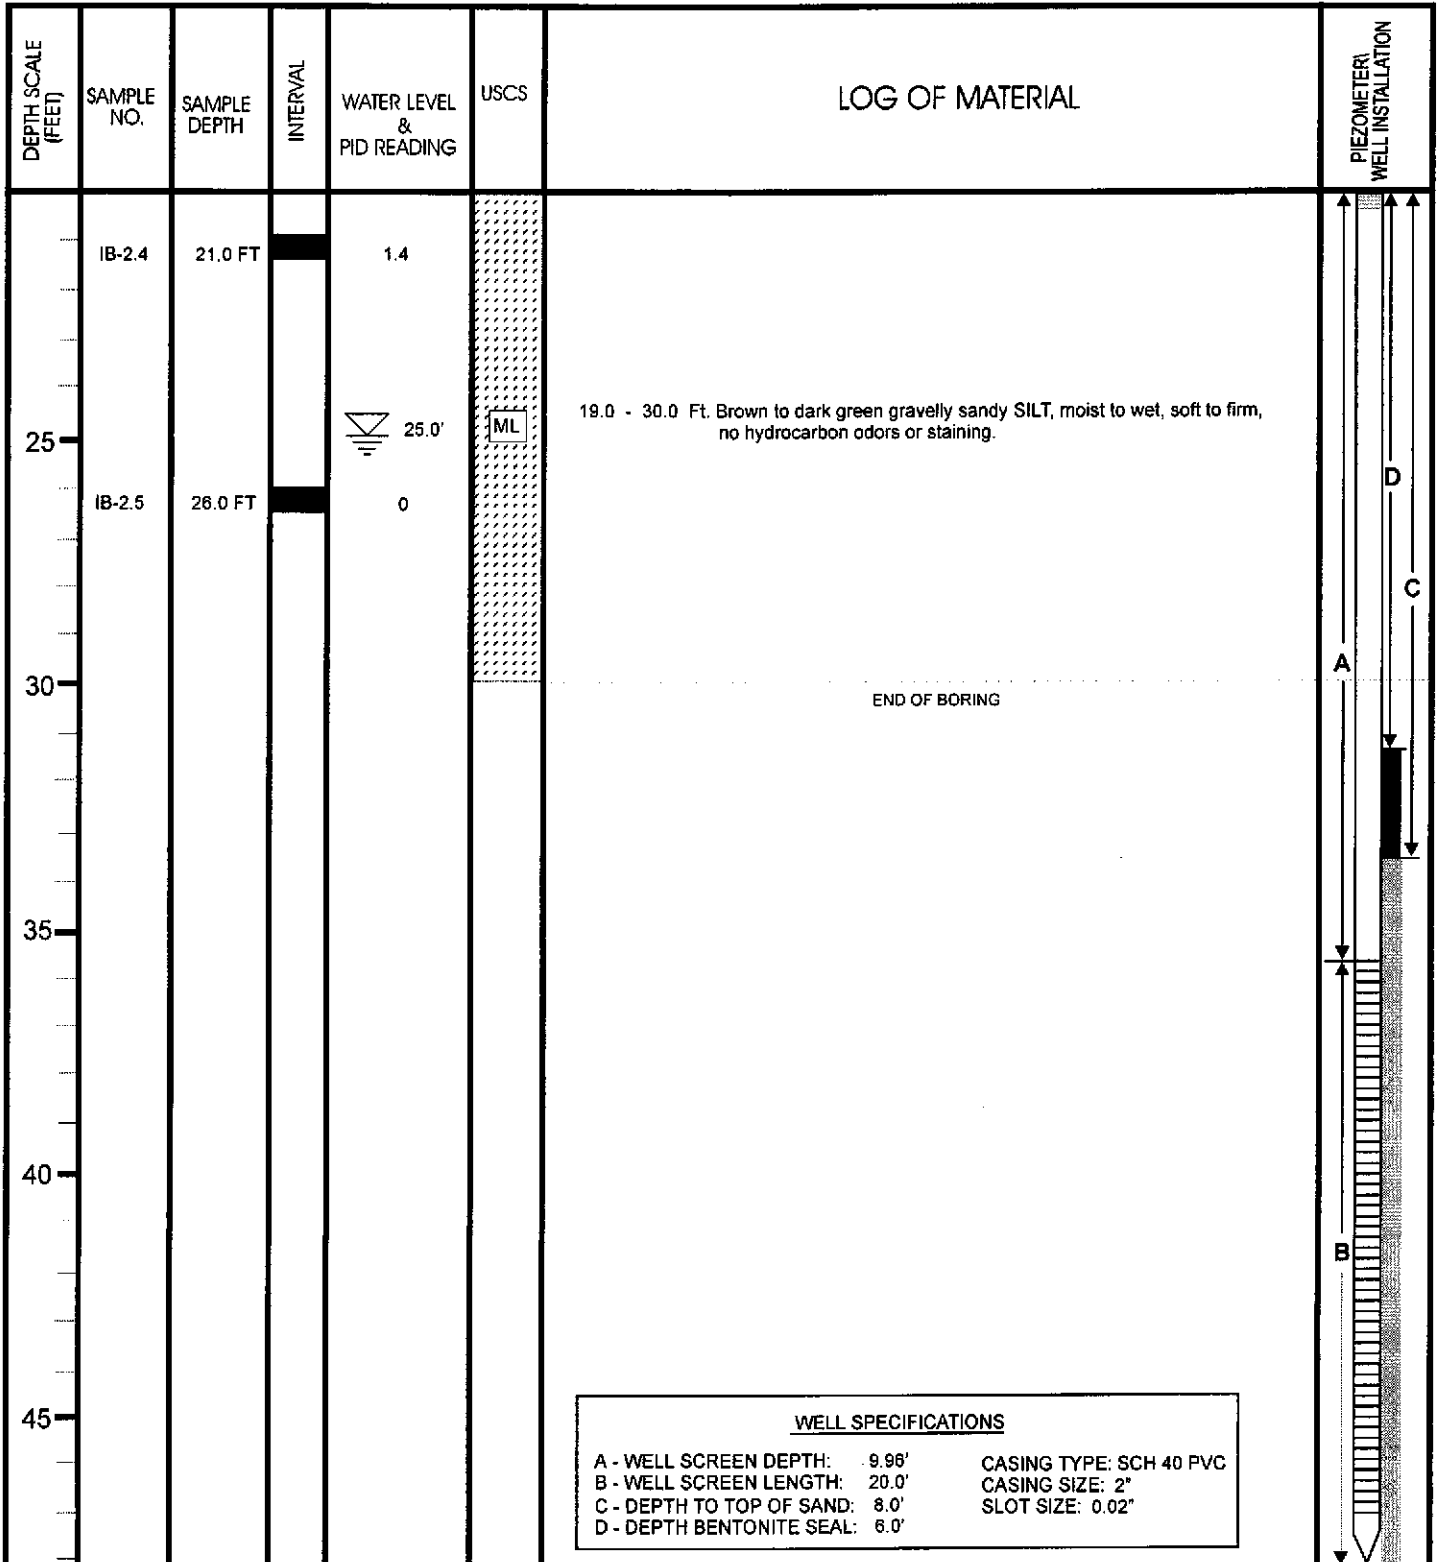 DEPTH SCALE
(FEET)
SAMPLE
NO.
SAMPLE
DEPTH
INTERVAL
WATER LEVEL
&
PID READING
USCS
LOG OF MATERIAL
PIEZOMETER\
WELL INSTALLATION
IB-2.4 21.0 FT 1.4
19.0 - 30.0 Ft. Brown to dark green gravelly sandy SILT, moist to wet, soft to firm,
no hydrocarbon odors or staining.
25 25.0' ML
D
IB-2.5 26.0 FT 0
C
A
30
END OF BORING
35
40
B
45
WELL SPECIFICATIONS
A - WELL SCREEN DEPTH: 9.96' CASING TYPE: SCH 40 PVC
B - WELL SCREEN LENGTH: 20.0' CASING SIZE: 2"
C - DEPTH TO TOP OF SAND: 8.0' SLOT SIZE: 0.02"
D - DEPTH BENTONITE SEAL: 6.0'